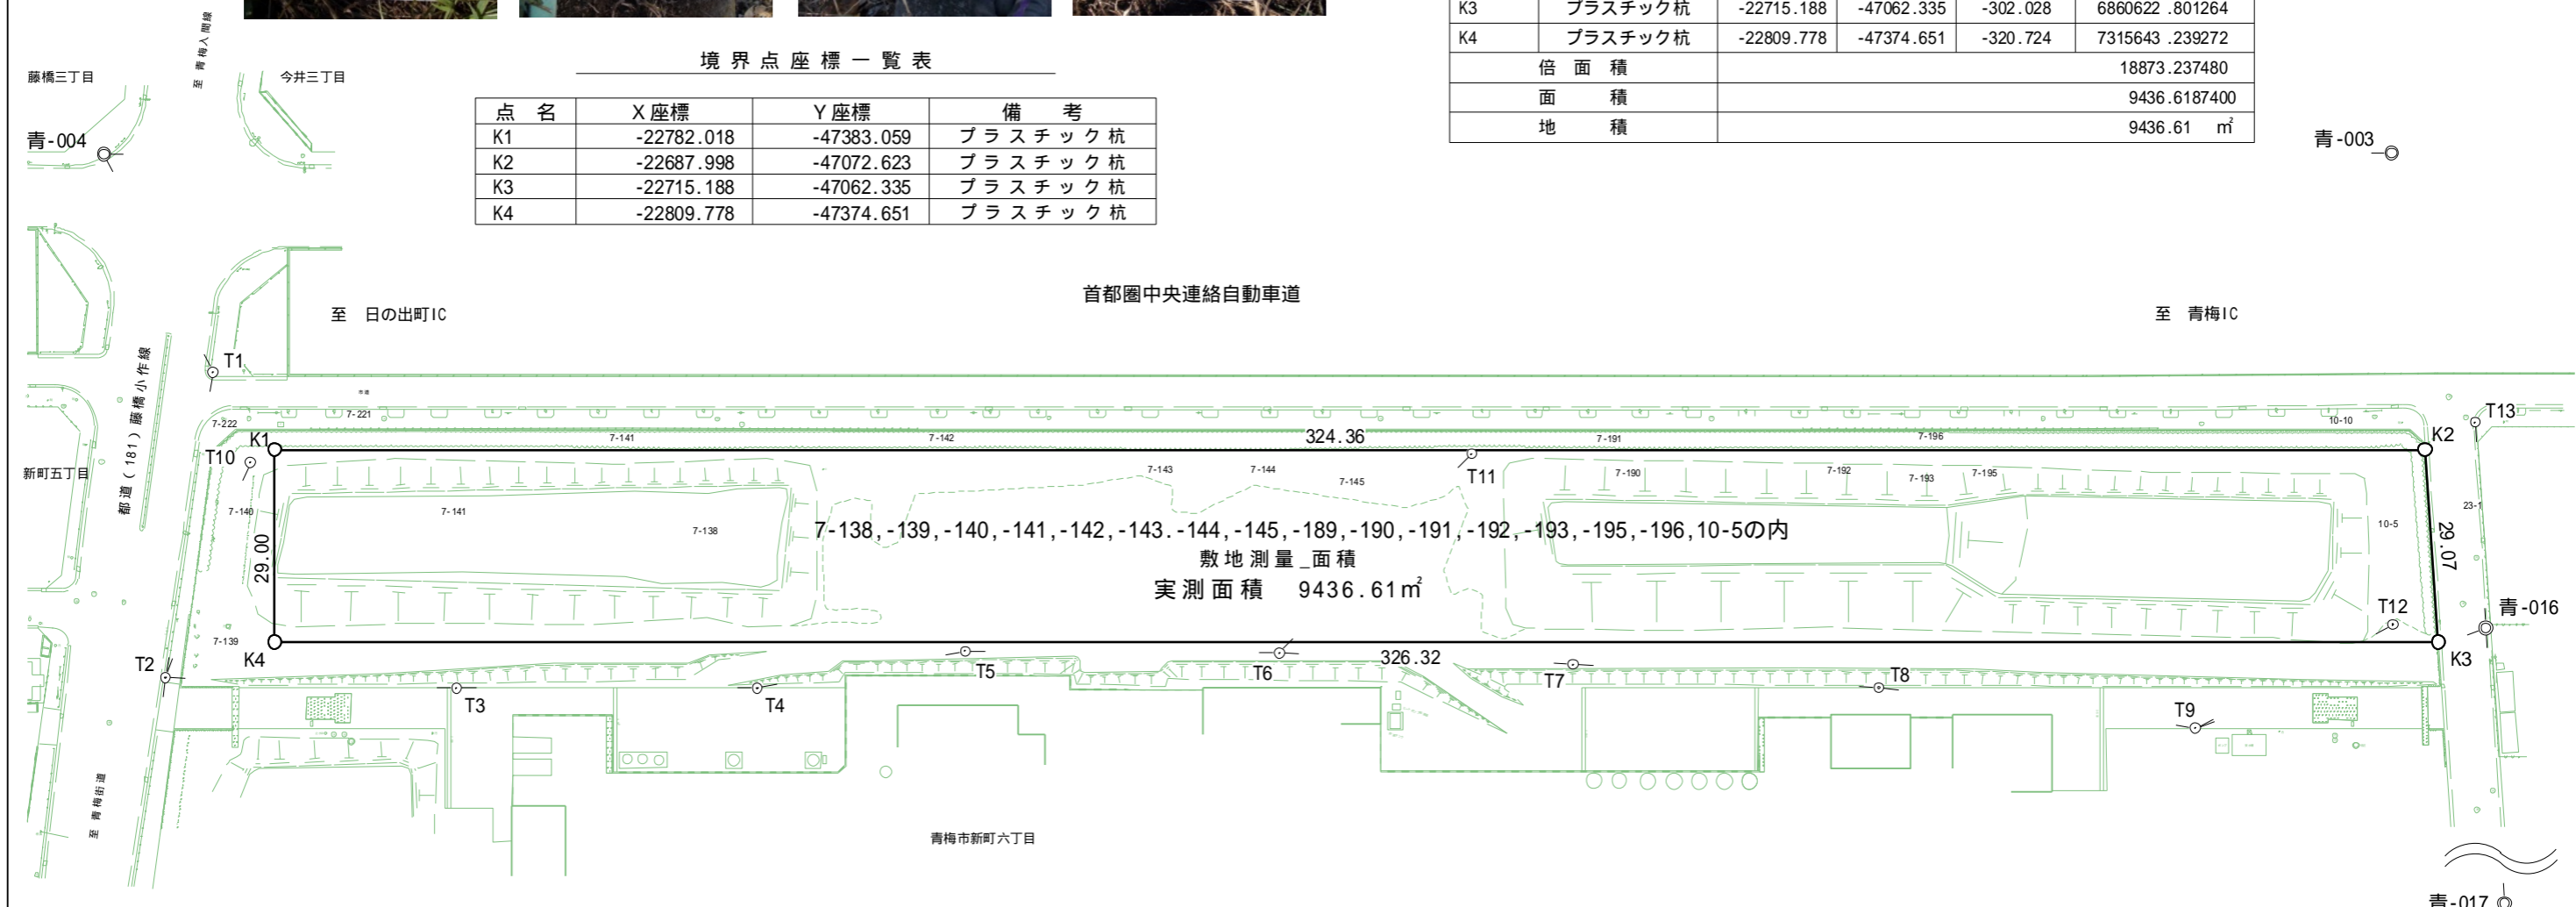 K3 プラスチック杭 -22715.188 -47062.335 -302.028 6860622.801264
K4 プラスチック杭 -22809.778 -47374.651 -320.724 7315643.239272
倍面積 18873.237480
面積 9436.6187400
地積 9436.61 ㎡
境界点座標一覧表
点名 X座標 Y座標 備考
K1 -22782.018 -47383.059 プラスチック杭
K2 -22687.998 -47072.623 プラスチック杭
K3 -22715.188 -47062.335 プラスチック杭
K4 -22809.778 -47374.651 プラスチック杭
至 青梅入間線
藤橋三丁目
今井三丁目
青-004
青-003
首都圏中央連絡自動車道
至 日の出町IC
至 青梅IC
T1
都道(181)藤橋小作線
市道
7-221
7-222
K1
7-141
7-142
324.36
7-191
7-196
10-10
T13
K2
T10
新町五丁目
7-143
7-144
7-145
T11
7-190
7-192
7-193
7-195
7-140
7-141
7-138
23-1
10-5
7-138,-139,-140,-141,-142,-143.-144,-145,-189,-190,-191,-192,-193,-195,-196,10-5の内
敷地測量_面積
実測面積 9436.61㎡
29.00
29.07
T12
青-016
7-139
K4
K3
T2
T5
T6
326.32
T7
T8
T3
T4
T9
至 青梅街道
青梅市新町六丁目
青-017